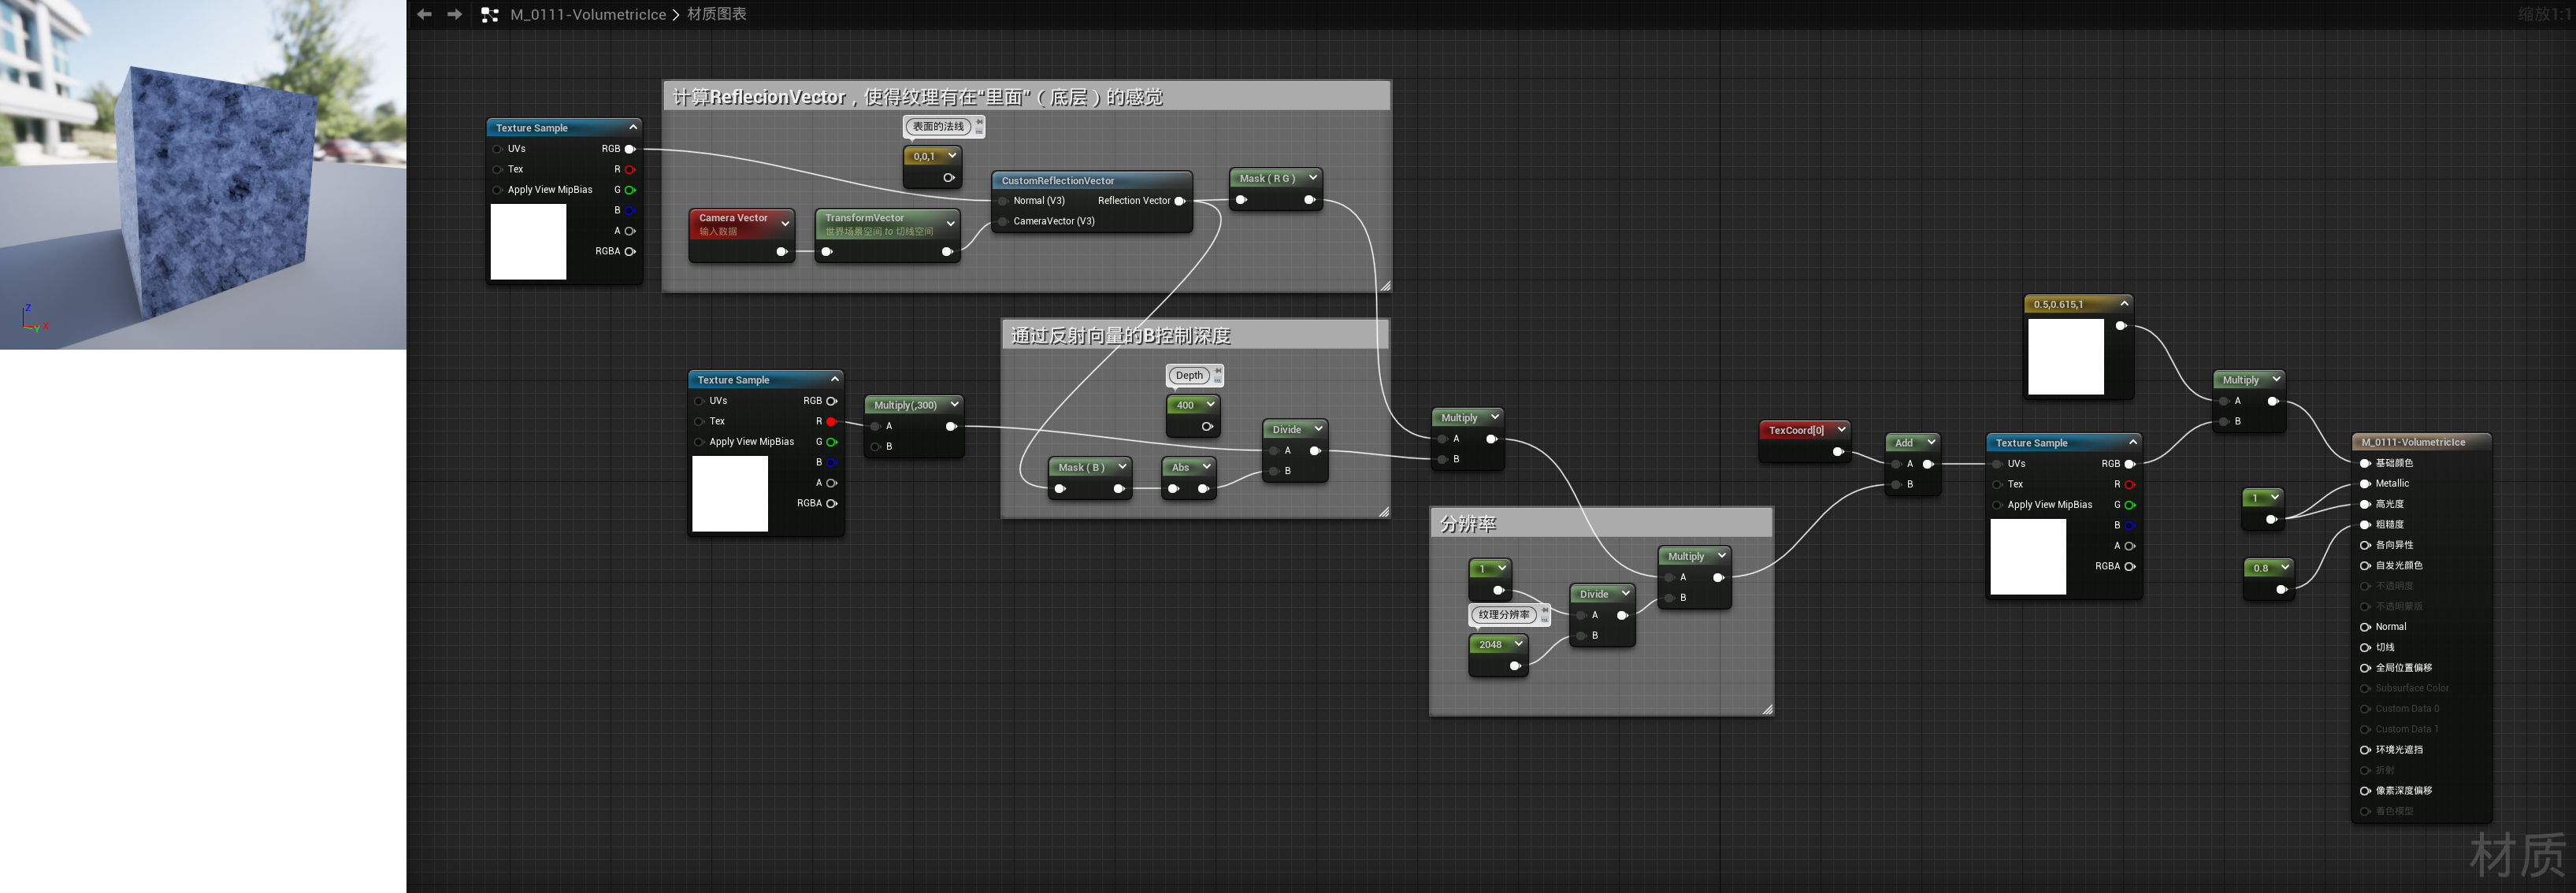 M_0111-VolumetricIce > 材质图表
缩放1:1
计算ReflecionVector，使得纹理有在"里面"（底层）的感觉
Texture Sample
UVs
RGB
Tex
R
Apply View MipBias
G
B
A
RGBA
表面的法线
0,0,1
Camera Vector
输入数据
TransformVector
世界场景空间 to 切线空间
CustomReflectionVector
Normal (V3)
Reflection Vector
CameraVector (V3)
Mask ( R G )
Z
Y
X
通过反射向量的B控制深度
Depth
400
Divide
A
B
Mask ( B )
Abs
Texture Sample
UVs
RGB
Tex
R
Apply View MipBias
G
B
A
RGBA
Multiply(,300)
A
B
Multiply
A
B
分辨率
1
纹理分辨率
2048
Divide
A
B
Multiply
A
B
TexCoord[0]
Add
A
B
0.5,0.615,1
Texture Sample
UVs
RGB
Tex
R
Apply View MipBias
G
B
A
RGBA
Multiply
A
B
1
0.8
M_0111-VolumetricIce
基础颜色
Metallic
高光度
粗糙度
各向异性
自发光颜色
不透明度
不透明蒙版
Normal
切线
全局位置偏移
Subsurface Color
Custom Data 0
Custom Data 1
环境光遮挡
折射
像素深度偏移
着色模型
材质